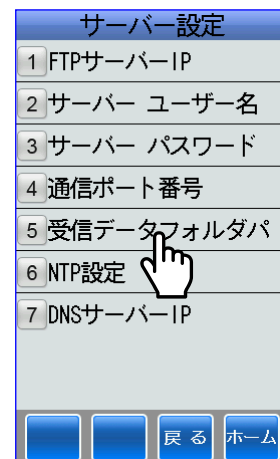 サーバー設定
1 FTPサーバーIP
2 サーバー ユーザー名
3 サーバー パスワード
4 通信ポート番号
5 受信データフォルダパ
6 NTP設定
7 DNSサーバーIP
戻る ホーム